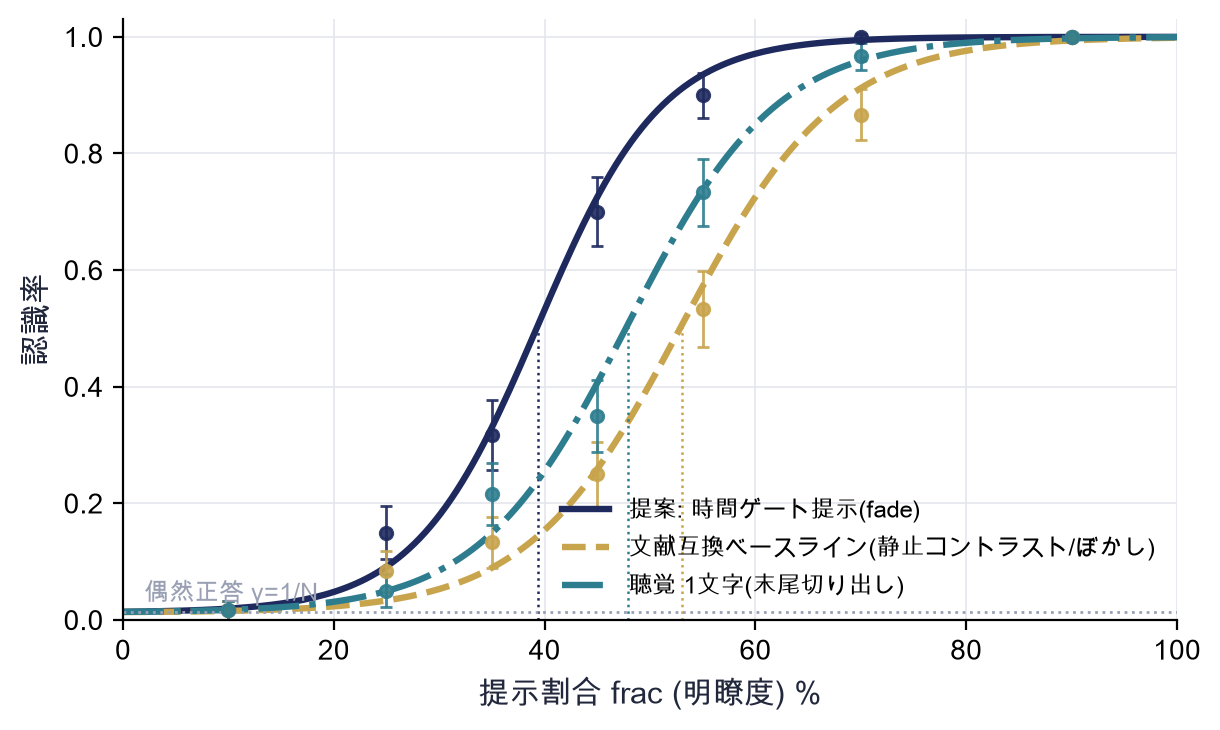 1.0
0.8
0.6
0.4
0.2
0.0
認識率
提案: 時間ゲート提示(fade)
文献互換ベースライン(静止コントラスト/ぼかし)
聴覚 1文字(末尾切り出し)
偶然正答 γ=1/N
0 20 40 60 80 100
提示割合 frac (明瞭度) %